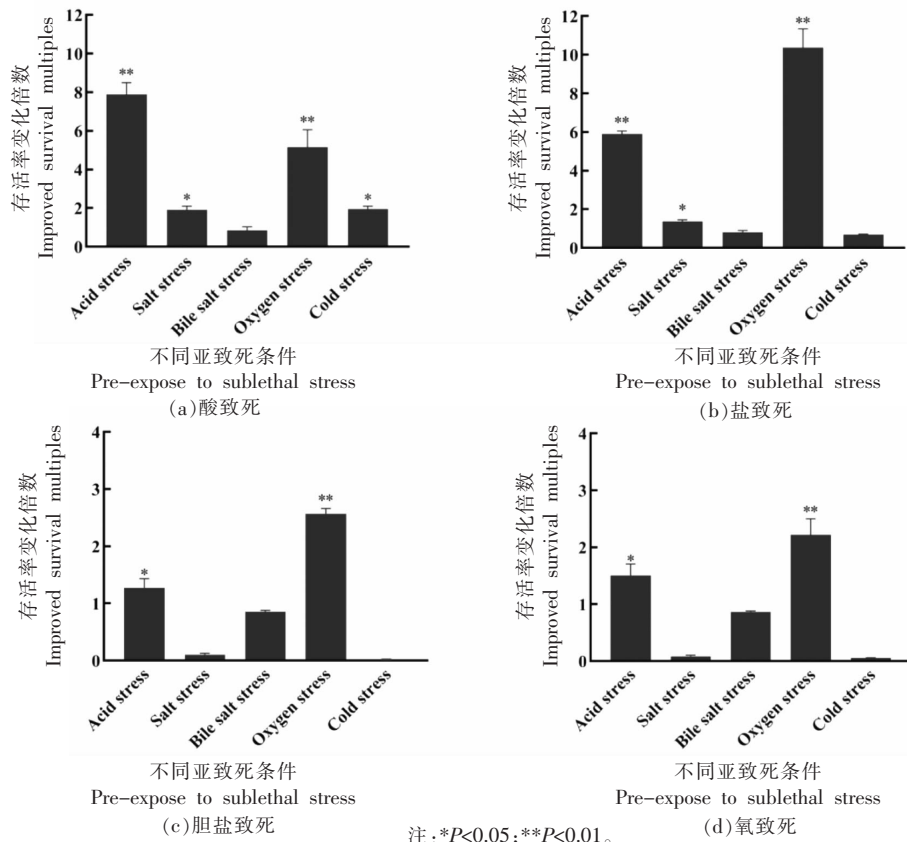 存活率变化倍数
Improved survival multiples
12
10
8
6
4
2
0
**
*
**
*
Acid stress
Salt stress
Bile salt stress
Oxygen stress
Cold stress
不同亚致死条件
Pre-expose to sublethal stress
(a)酸致死
存活率变化倍数
Improved survival multiples
12
10
8
6
4
2
0
**
*
**
Acid stress
Salt stress
Bile salt stress
Oxygen stress
Cold stress
不同亚致死条件
Pre-expose to sublethal stress
(b)盐致死
存活率变化倍数
Improved survival multiples
4
3
2
1
0
*
**
Acid stress
Salt stress
Bile salt stress
Oxygen stress
Cold stress
不同亚致死条件
Pre-expose to sublethal stress
(c)胆盐致死
存活率变化倍数
Improved survival multiples
4
3
2
1
0
*
**
Acid stress
Salt stress
Bile salt stress
Oxygen stress
Cold stress
不同亚致死条件
Pre-expose to sublethal stress
(d)氧致死
注:*P<0.05;**P<0.01。